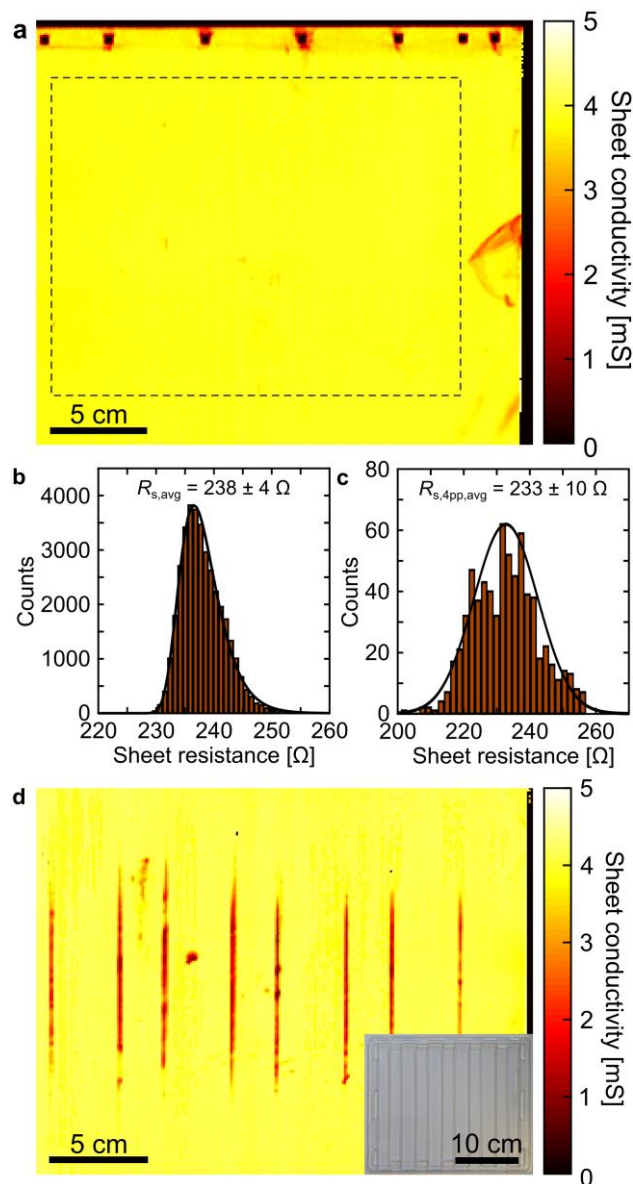 a
5
4
3
2
1
0
Sheet conductivity [mS]
5 cm
b
R_s,avg = 238 ± 4 Ω
4000
3000
2000
1000
0
Counts
220 230 240 250 260
Sheet resistance [Ω]
c
R_s,4pp,avg = 233 ± 10 Ω
80
60
40
20
0
Counts
200 220 240 260
Sheet resistance [Ω]
d
5
4
3
2
1
0
Sheet conductivity [mS]
5 cm
10 cm